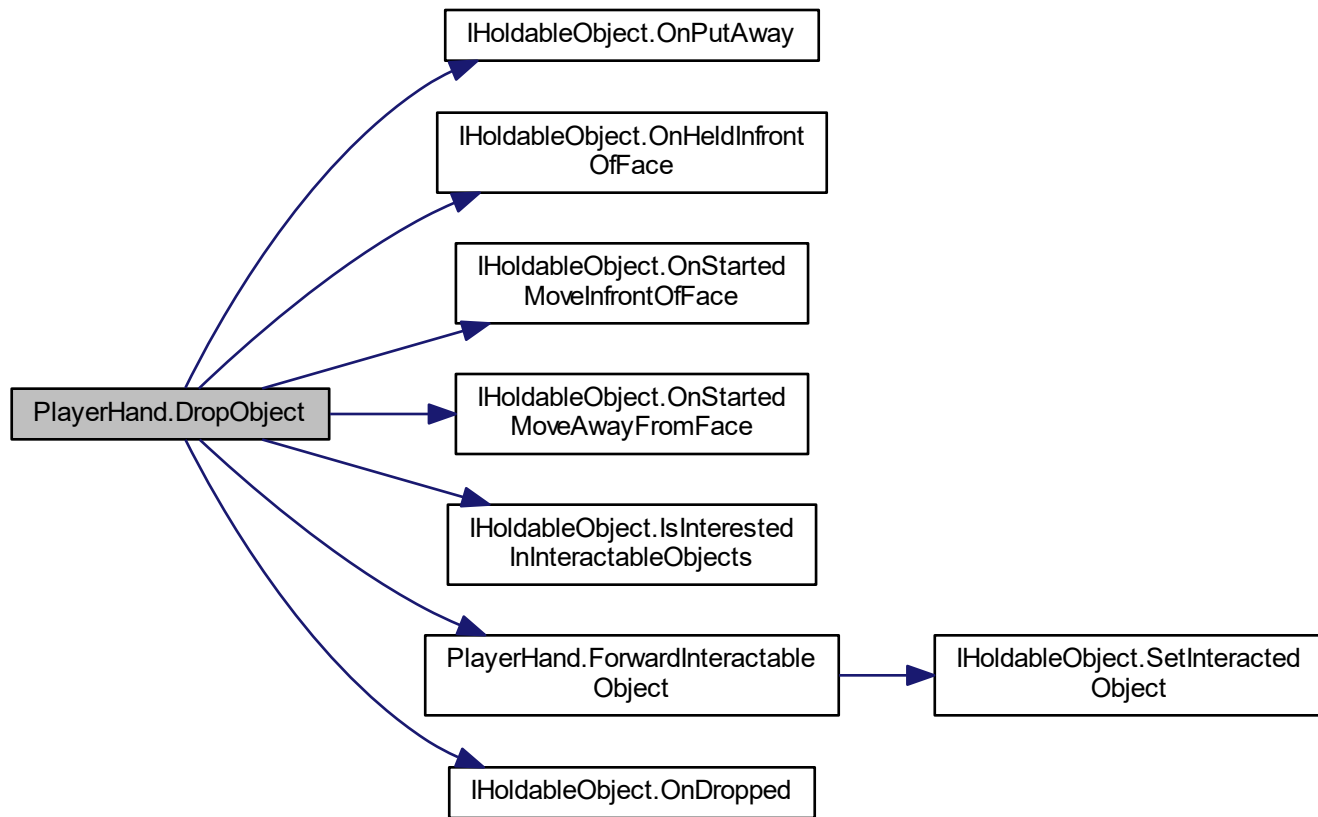 IHoldableObject.OnPutAway
IHoldableObject.OnHeldInfront
OfFace
IHoldableObject.OnStarted
MoveInfrontOfFace
PlayerHand.DropObject
IHoldableObject.OnStarted
MoveAwayFromFace
IHoldableObject.IsInterested
InInteractableObjects
PlayerHand.ForwardInteractable
Object
IHoldableObject.SetInteracted
Object
IHoldableObject.OnDropped